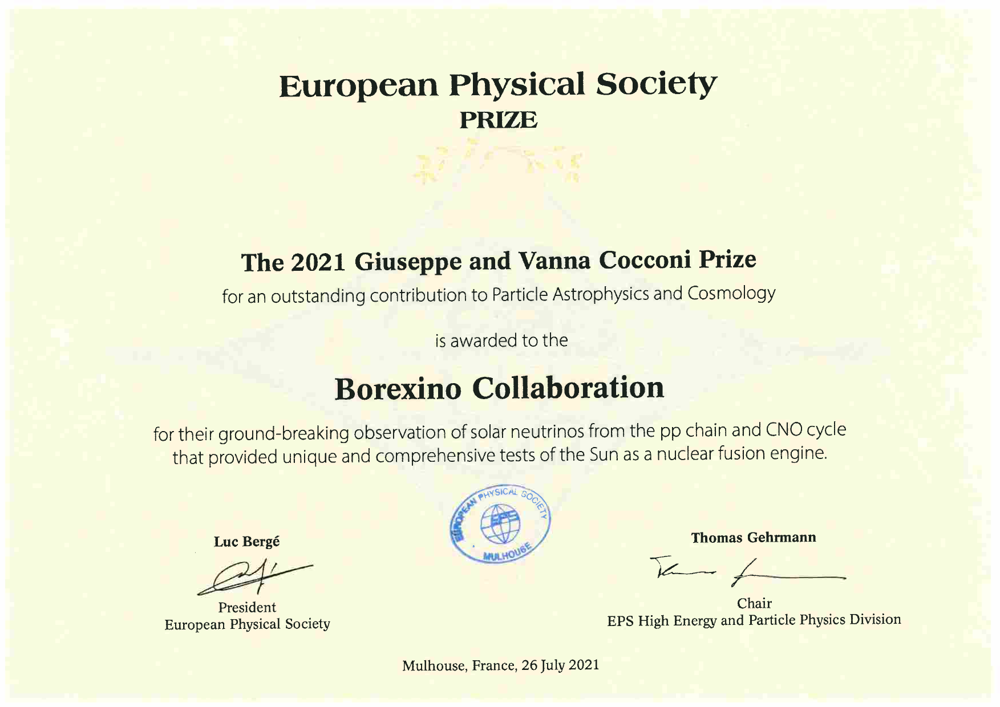 European Physical Society
PRIZE
The 2021 Giuseppe and Vanna Cocconi Prize
for an outstanding contribution to Particle Astrophysics and Cosmology
is awarded to the
Borexino Collaboration
for their ground-breaking observation of solar neutrinos from the pp chain and CNO cycle
that provided unique and comprehensive tests of the Sun as a nuclear fusion engine.
EUROPEAN PHYSICAL SOCIETY
EPS
MULHOUSE
Luc Bergé
President
European Physical Society
Thomas Gehrmann
Chair
EPS High Energy and Particle Physics Division
Mulhouse, France, 26 July 2021